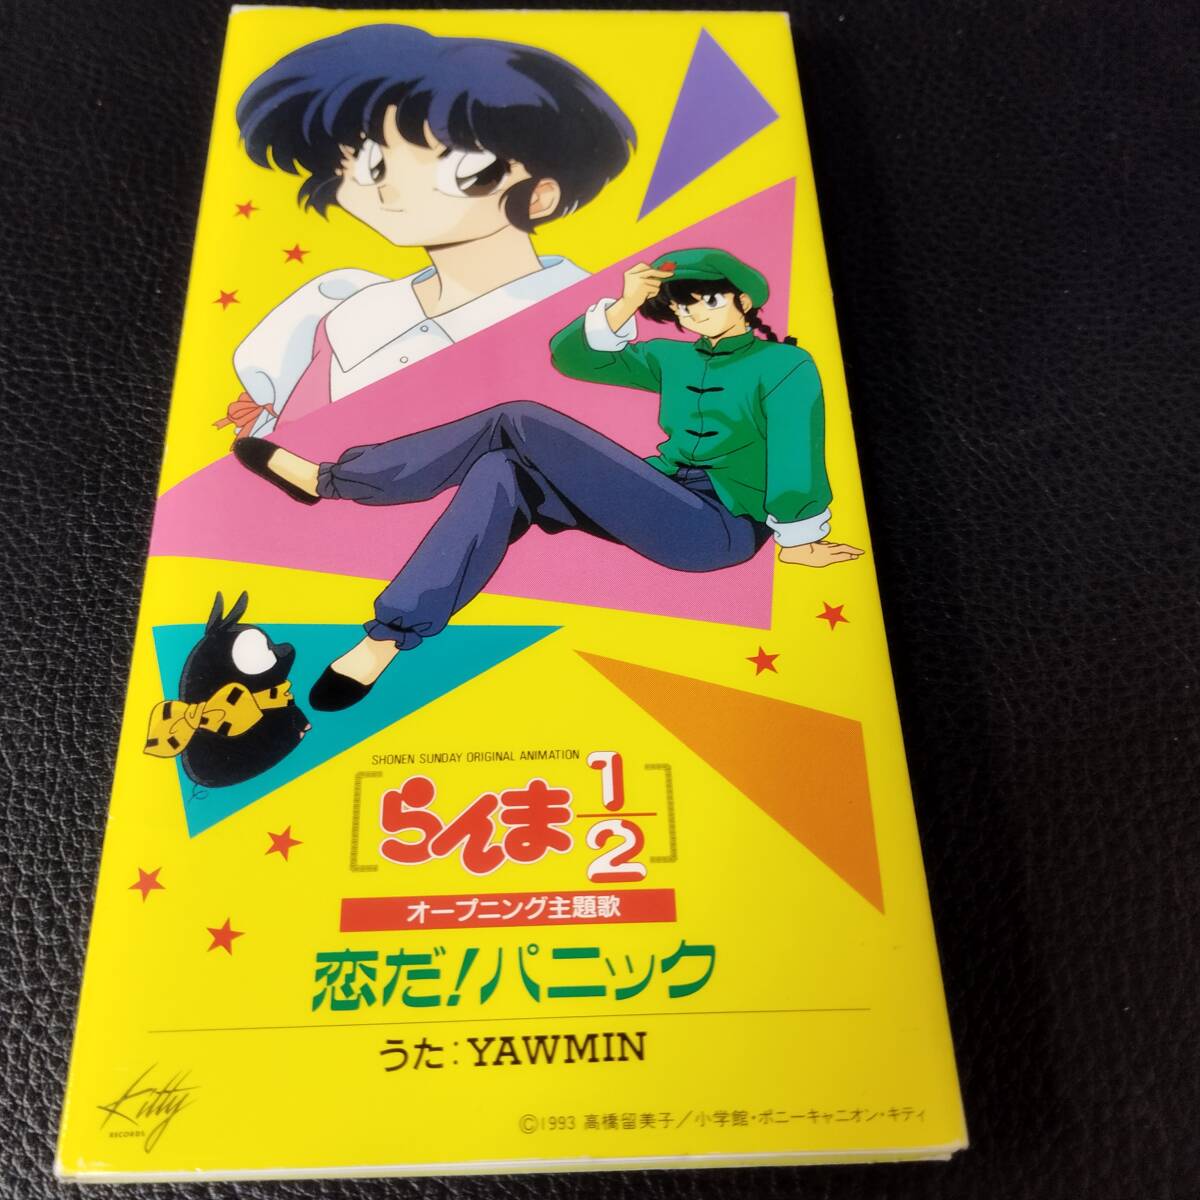 SHONEN SUNDAY ORIGINAL ANIMATION
らんま1/2
オープニング主題歌
恋だ!パニック
うた:YAWMIN
Kitty
RECORDS
©1993 高橋留美子/小学館・ポニーキャニオン・キティ